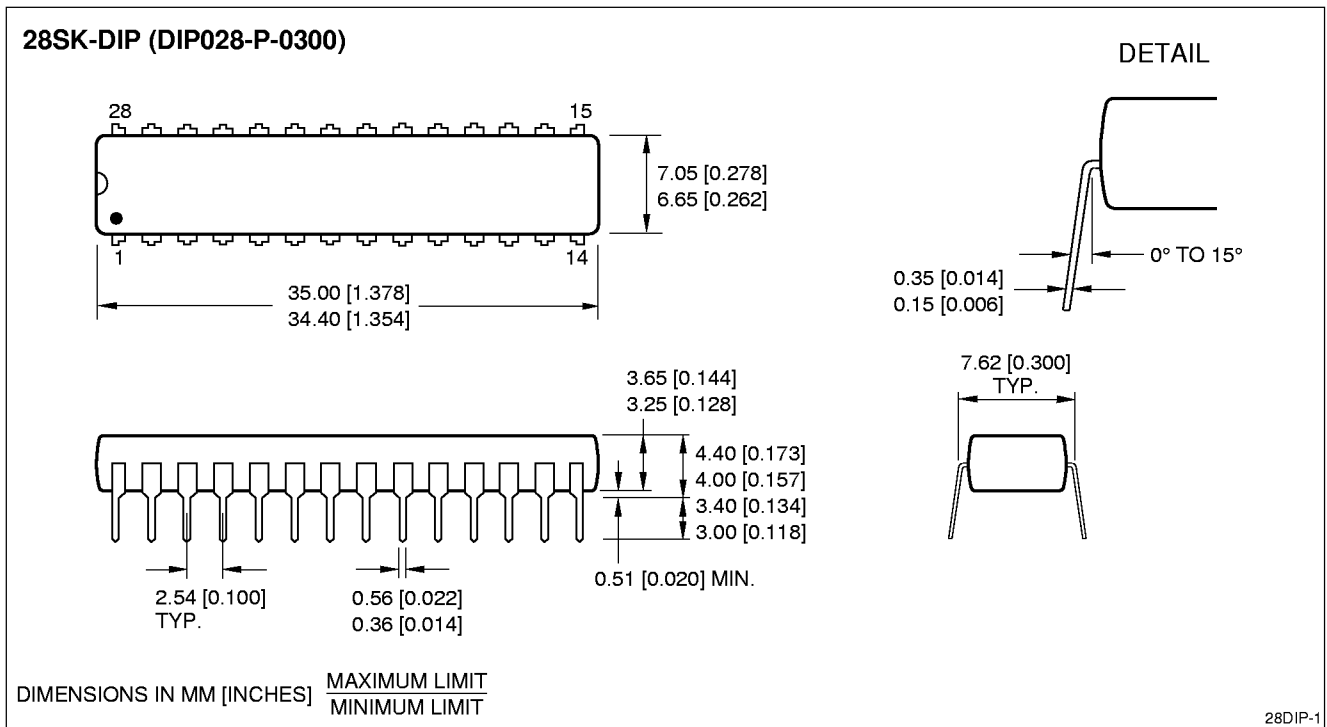 28SK-DIP (DIP028-P-0300)
DETAIL
28
15
7.05 [0.278]
6.65 [0.262]
1
14
35.00 [1.378]
34.40 [1.354]
0° TO 15°
0.35 [0.014]
0.15 [0.006]
7.62 [0.300]
TYP.
3.65 [0.144]
3.25 [0.128]
4.40 [0.173]
4.00 [0.157]
3.40 [0.134]
3.00 [0.118]
0.51 [0.020] MIN.
2.54 [0.100]
TYP.
0.56 [0.022]
0.36 [0.014]
DIMENSIONS IN MM [INCHES]
MAXIMUM LIMIT
MINIMUM LIMIT
28DIP-1